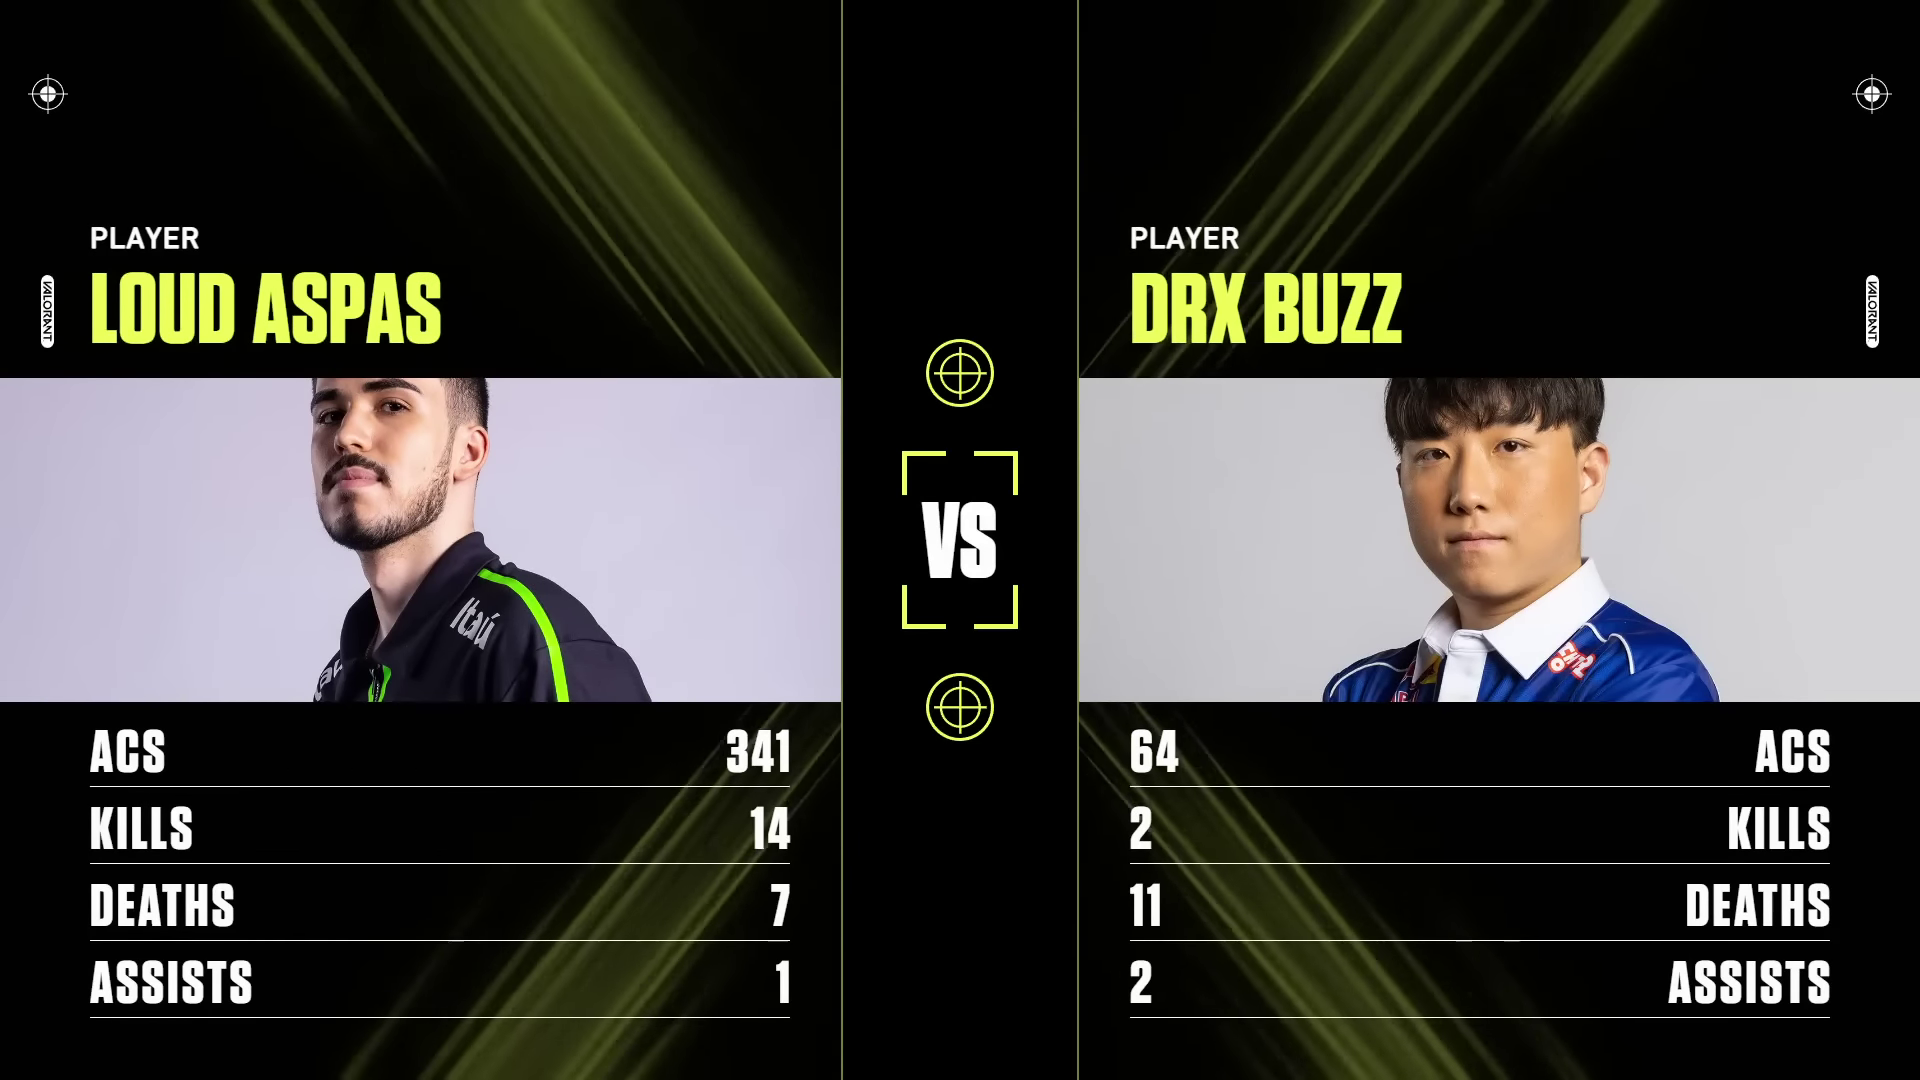 PLAYER
LOUD ASPAS
VALORANT
Itaú
ACS 341
KILLS 14
DEATHS 7
ASSISTS 1
VS
PLAYER
DRX BUZZ
VALORANT
64 ACS
2 KILLS
11 DEATHS
2 ASSISTS